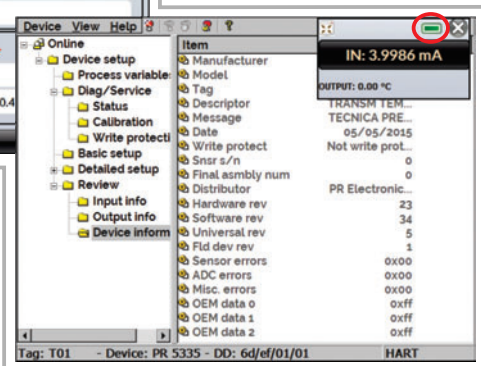 Device View Help
IN: 3.9986 mA
OUTPUT: 0.00 °C
0.4
Online
Device setup
Process variable
Diag/Service
Status
Calibration
Write protecti
Basic setup
Detailed setup
Review
Input info
Output info
Device inform
Item
Manufacturer
Model
Tag
Descriptor TRANSM TEM...
Message TECNICA PRE...
Date 05/05/2015
Write protect Not write prot...
Snsr s/n 0
Final asmbly num 0
Distributor PR Electronic...
Hardware rev 23
Software rev 34
Universal rev 5
Fld dev rev 1
Sensor errors 0x00
ADC errors 0x00
Misc. errors 0x00
OEM data 0 0xff
OEM data 1 0xff
OEM data 2 0xff
Tag: T01 - Device: PR 5335 - DD: 6d/ef/01/01 HART